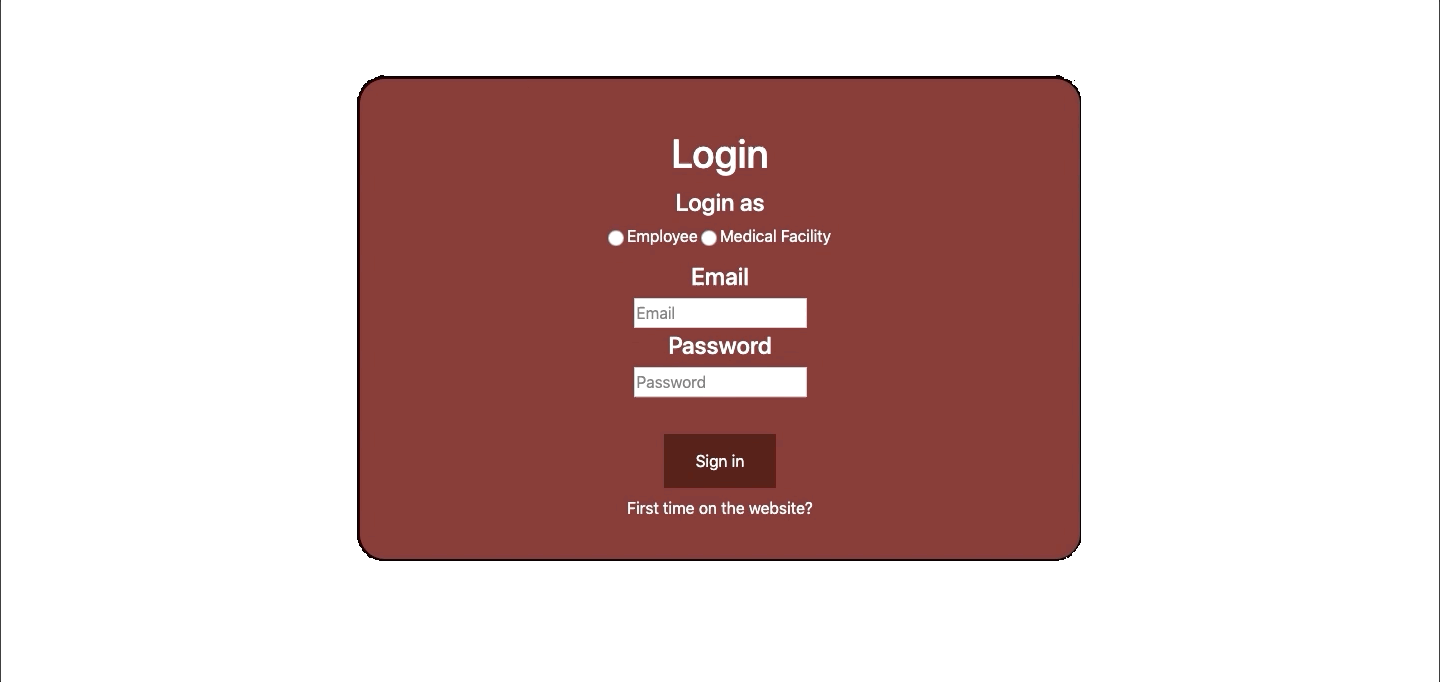 Login
Login as
Employee Medical Facility
Email
Email
Password
Password
Sign in
First time on the website?